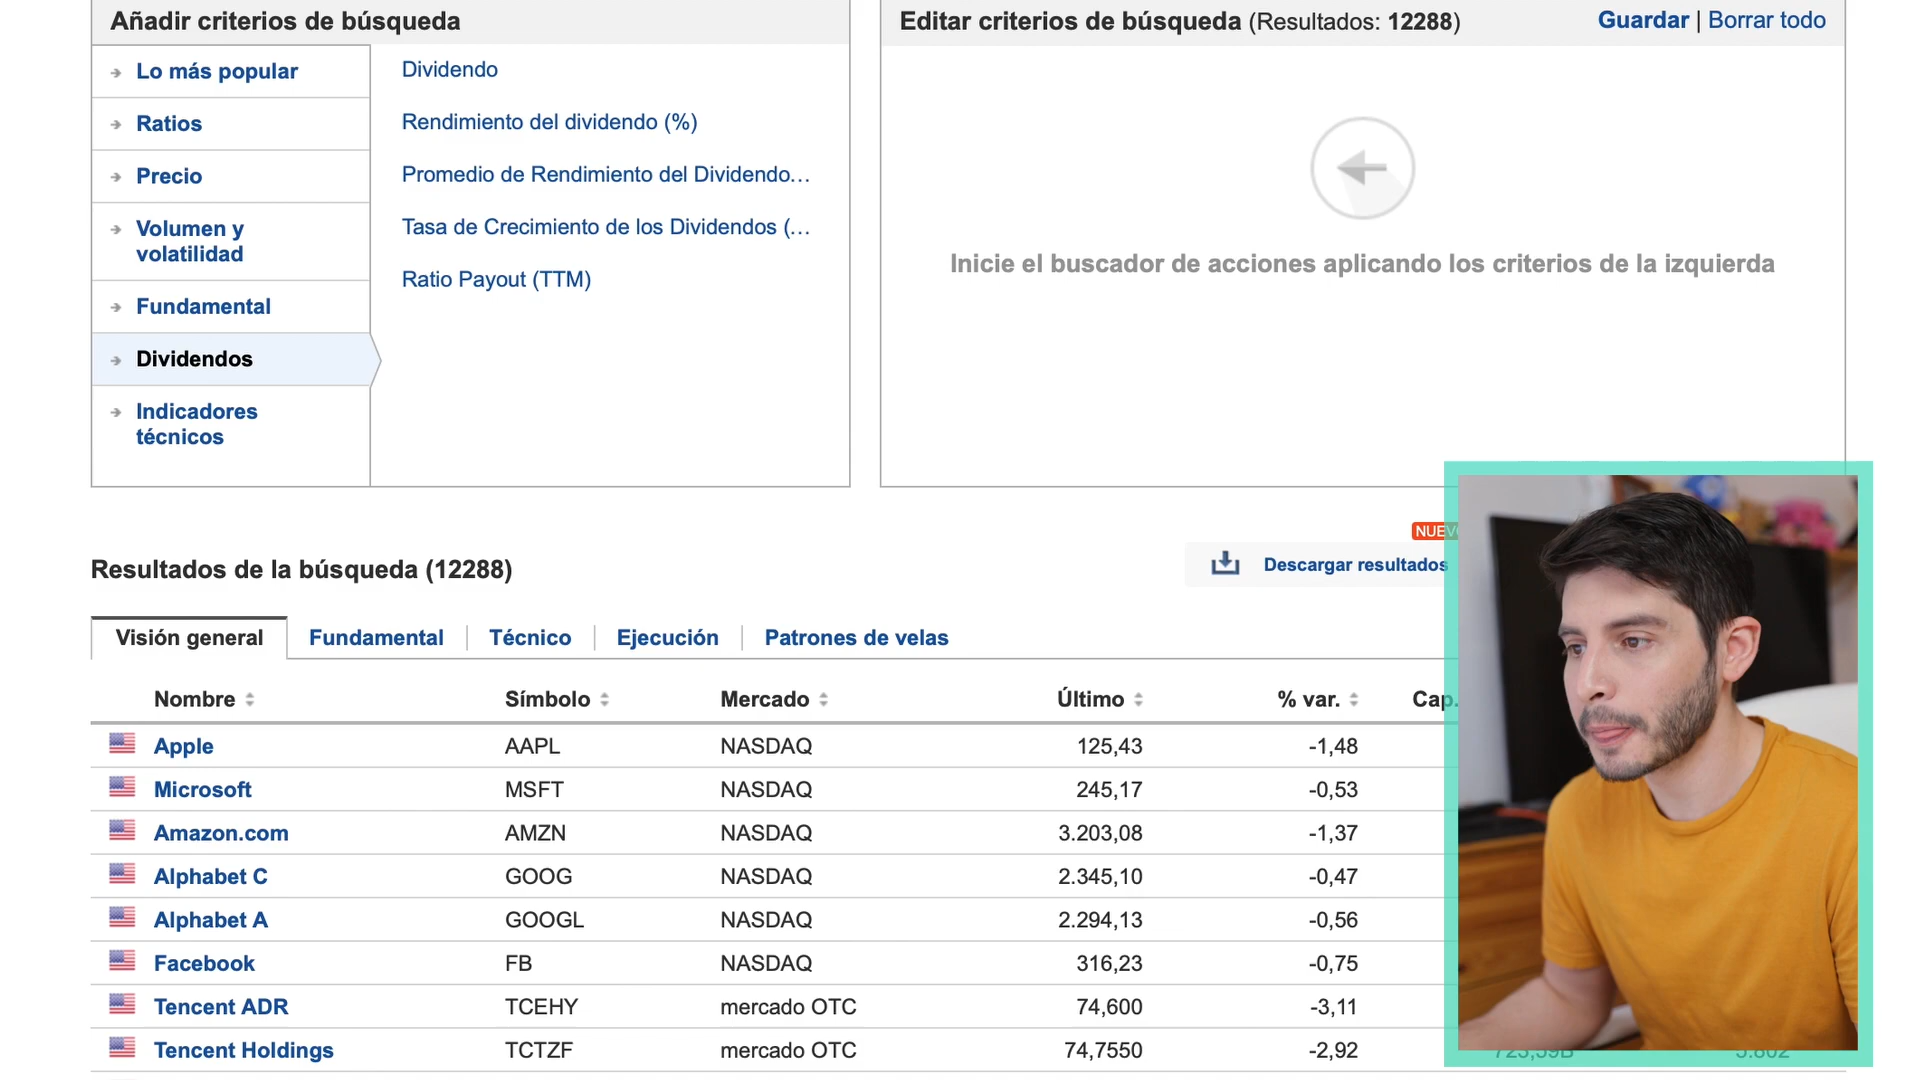 Añadir criterios de búsqueda
Lo más popular
Ratios
Precio
Volumen y
volatilidad
Fundamental
Dividendos
Indicadores
técnicos
Dividendo
Rendimiento del dividendo (%)
Promedio de Rendimiento del Dividendo...
Tasa de Crecimiento de los Dividendos (...
Ratio Payout (TTM)
Editar criterios de búsqueda (Resultados: 12288)
Guardar | Borrar todo
Inicie el buscador de acciones aplicando los criterios de la izquierda
Resultados de la búsqueda (12288)
NUEVO
Descargar resultados
Visión general Fundamental Técnico Ejecución Patrones de velas
Nombre Símbolo Mercado Último % var. Cap.
Apple AAPL NASDAQ 125,43 -1,48
Microsoft MSFT NASDAQ 245,17 -0,53
Amazon.com AMZN NASDAQ 3.203,08 -1,37
Alphabet C GOOG NASDAQ 2.345,10 -0,47
Alphabet A GOOGL NASDAQ 2.294,13 -0,56
Facebook FB NASDAQ 316,23 -0,75
Tencent ADR TCEHY mercado OTC 74,600 -3,11
Tencent Holdings TCTZF mercado OTC 74,7550 -2,92